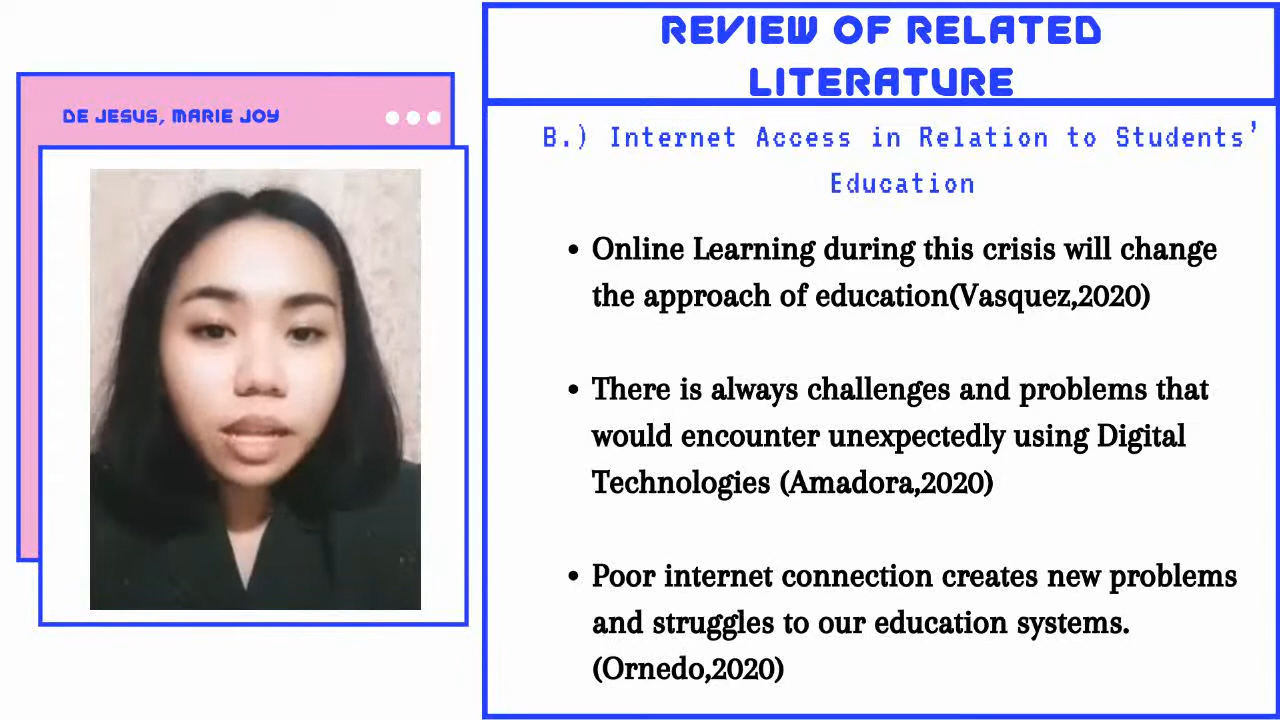 REVIEW OF RELATED
LITERATURE
DE JESUS, MARIE JOY
B.) Internet Access in Relation to Students'
Education
• Online Learning during this crisis will change
the approach of education(Vasquez,2020)
• There is always challenges and problems that
would encounter unexpectedly using Digital
Technologies (Amadora,2020)
• Poor internet connection creates new problems
and struggles to our education systems.
(Ornedo,2020)